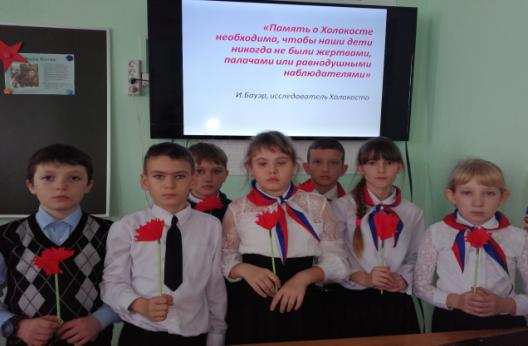 «Память о Холокосте
необходима, чтобы наши дети
никогда не были жертвами,
палачами или равнодушными
наблюдателями»
И.Бауэр, исследователь Холокоста